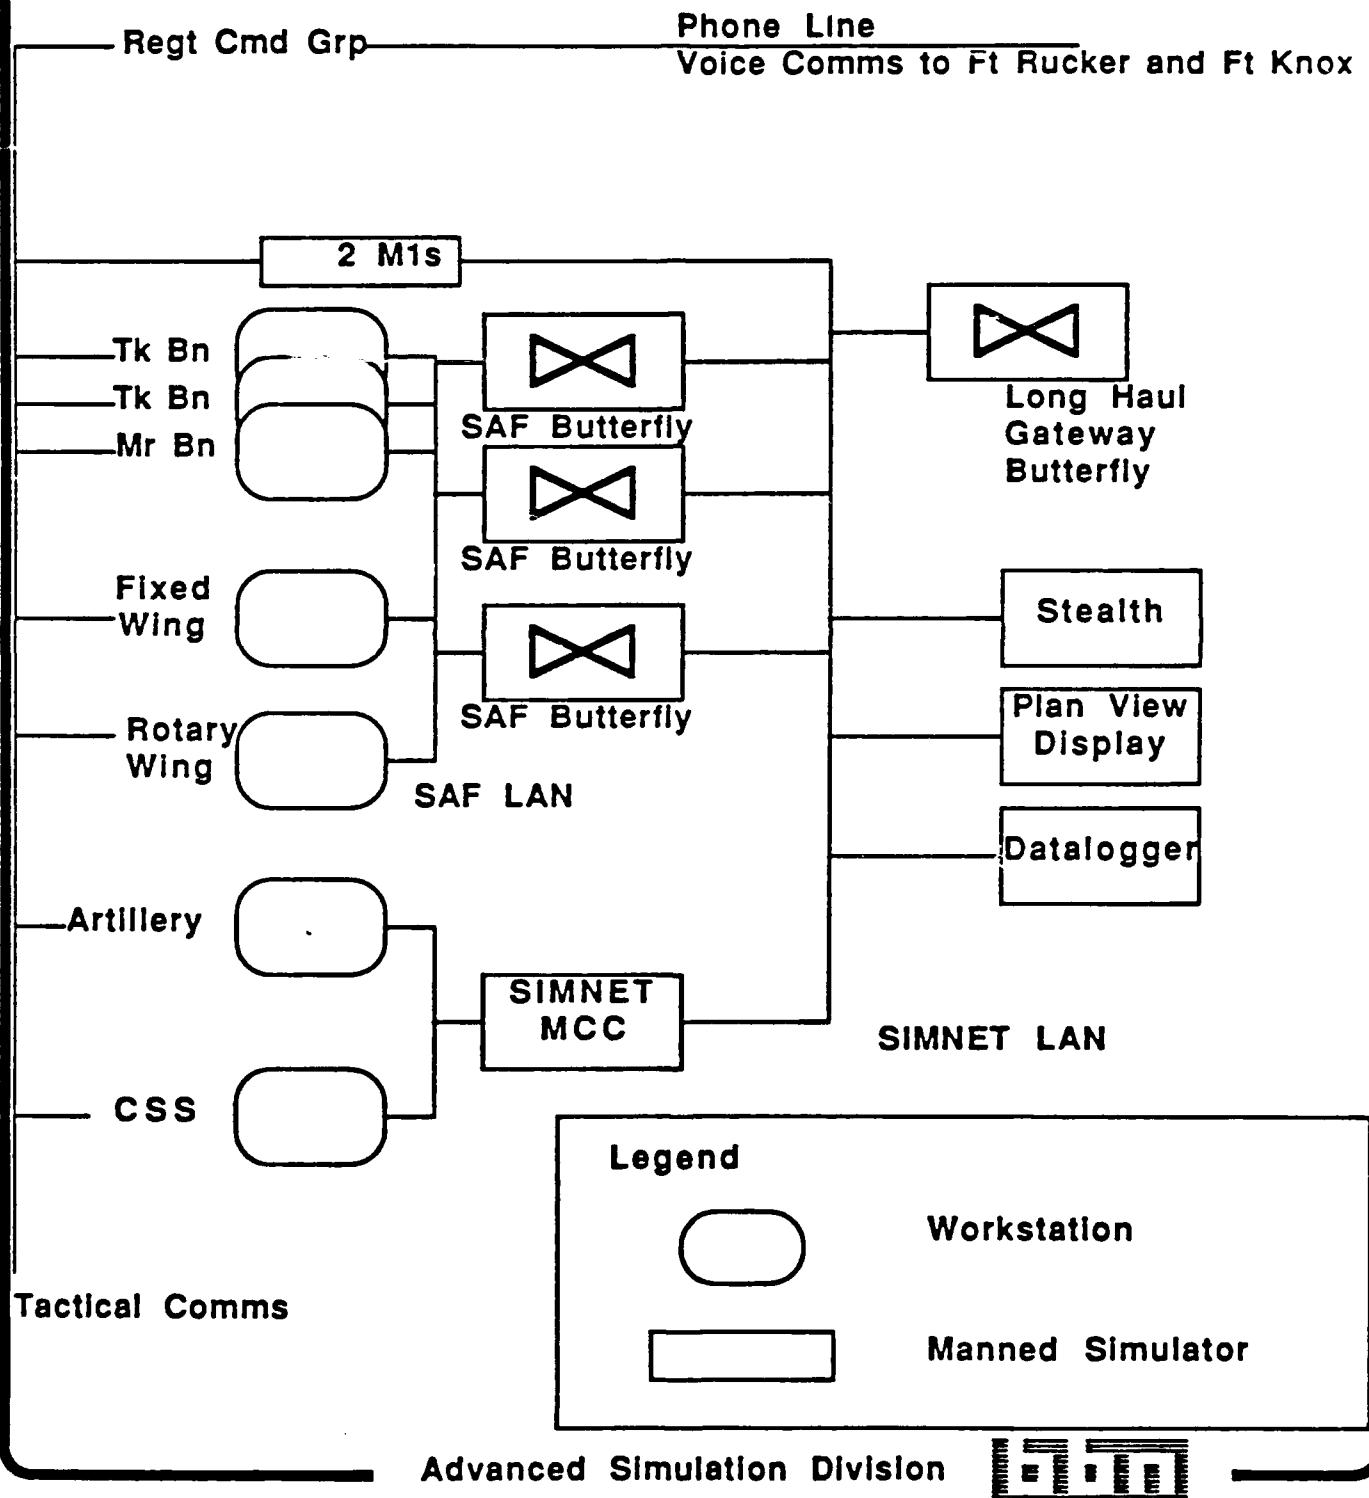 Phone Line
Regt Cmd Grp
Voice Comms to Ft Rucker and Ft Knox
2 M1s
Tk Bn
Tk Bn
Mr Bn
SAF Butterfly
Long Haul
Gateway
Butterfly
SAF Butterfly
Fixed
Wing
Stealth
SAF Butterfly
Plan View
Display
Rotary
Wing
SAF LAN
Datalogger
Artillery
SIMNET
MCC
SIMNET LAN
CSS
Legend
Workstation
Manned Simulator
Tactical Comms
Advanced Simulation Division